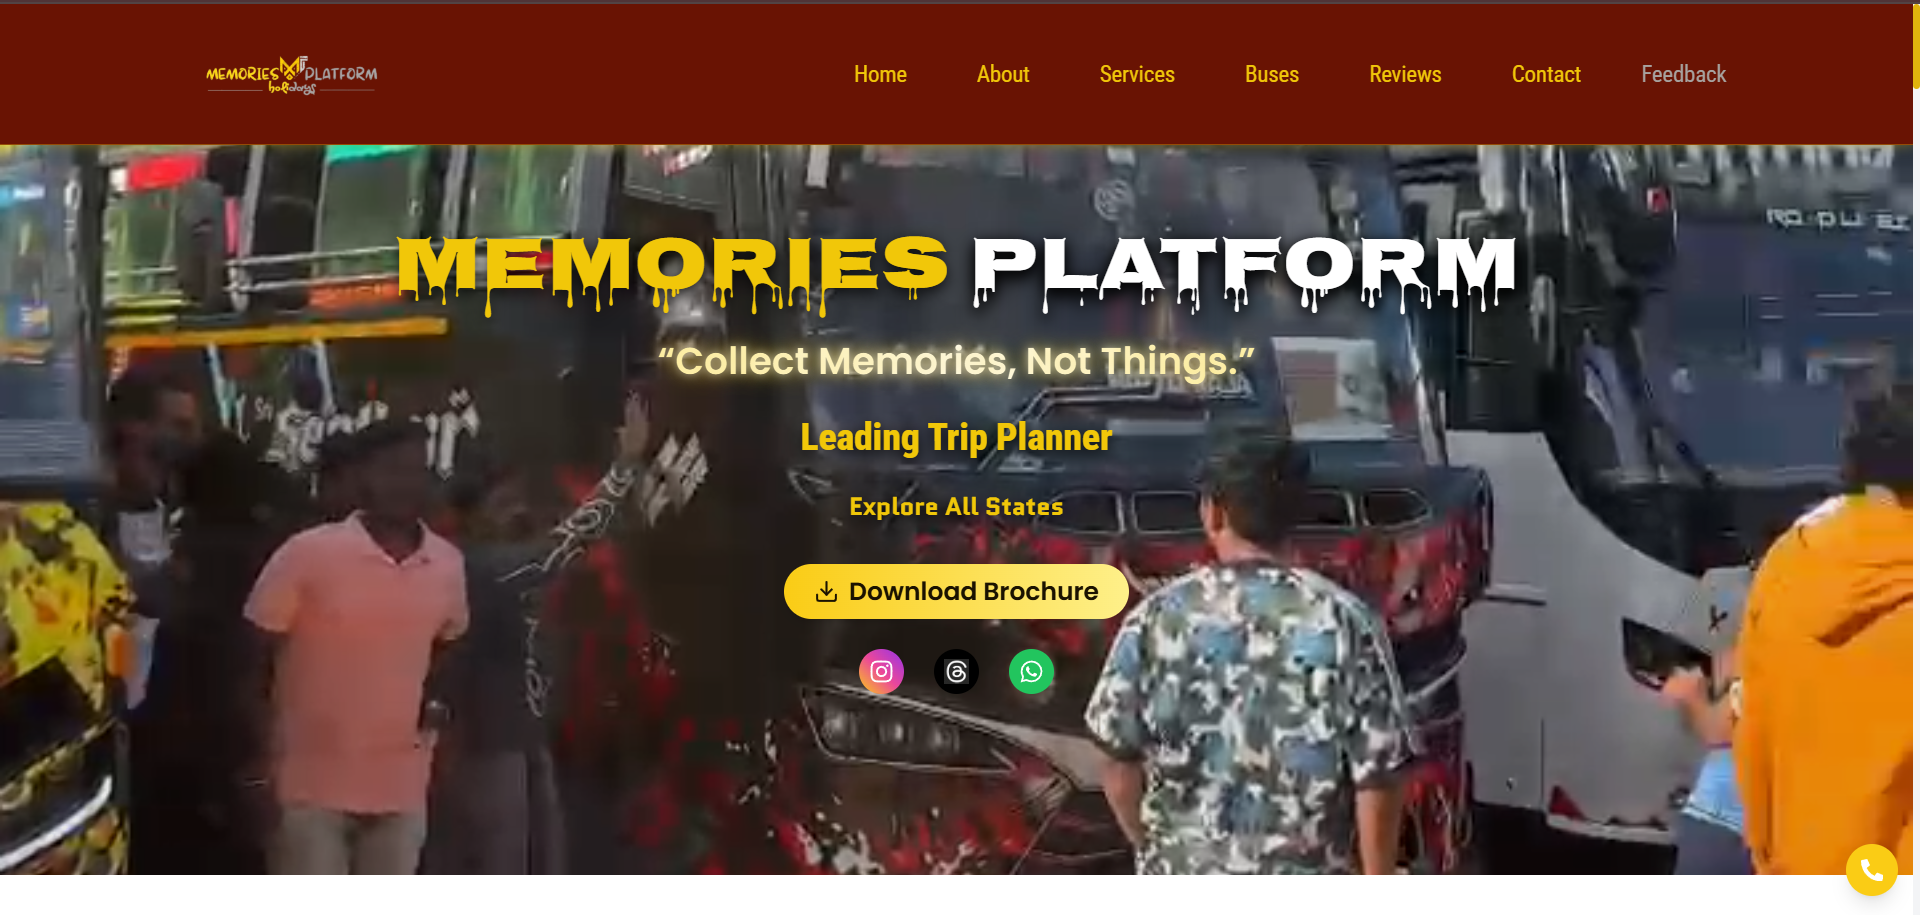 MEMORIES PLATFORM
holidays
Home
About
Services
Buses
Reviews
Contact
Feedback
MEMORIES PLATFORM
“Collect Memories, Not Things.”
Leading Trip Planner
Explore All States
Download Brochure